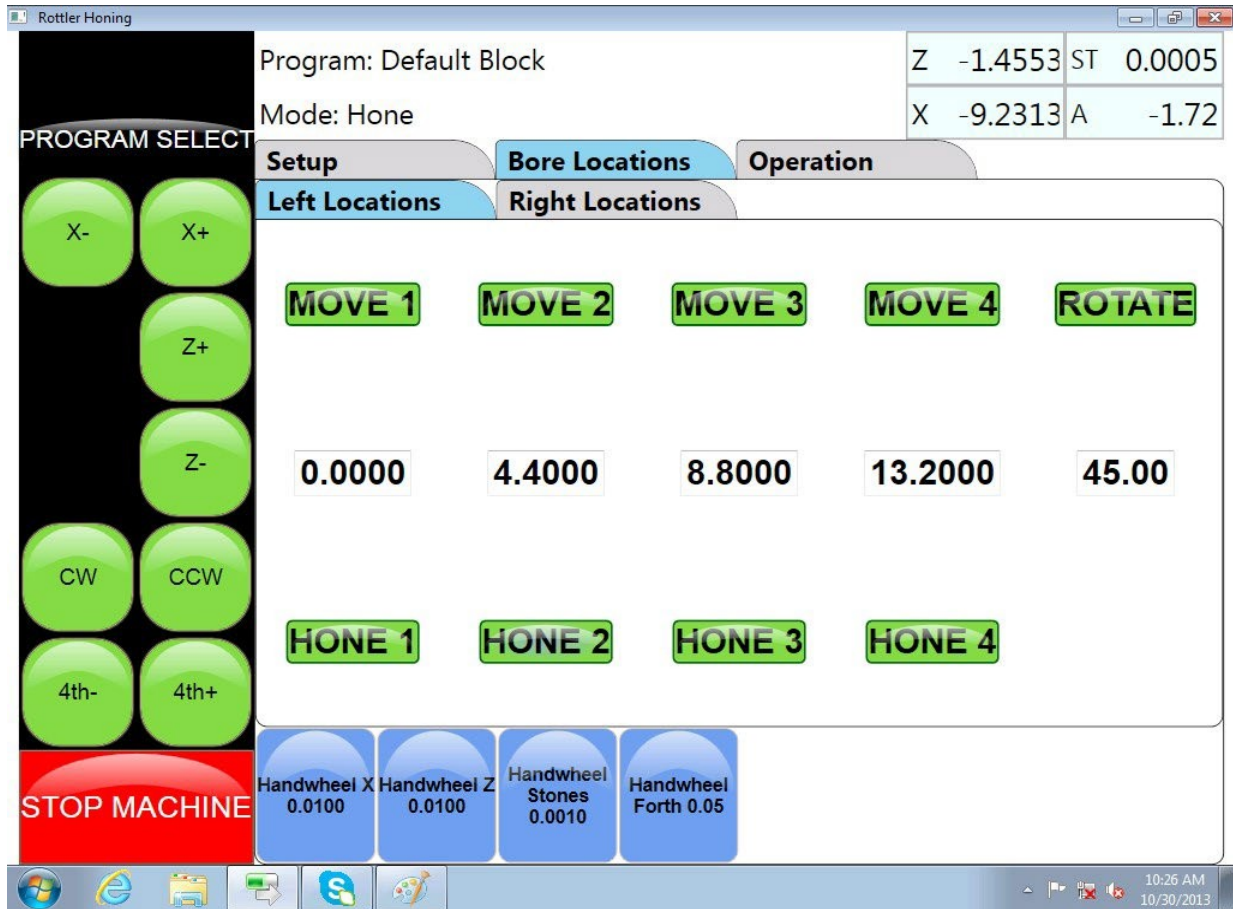 Rottler Honing
Program: Default Block
Z -1.4553 ST 0.0005
Mode: Hone
X -9.2313 A -1.72
PROGRAM SELECT
Setup Bore Locations Operation
Left Locations Right Locations
X- X+
Z+
Z-
CW CCW
4th- 4th+
STOP MACHINE
MOVE 1 MOVE 2 MOVE 3 MOVE 4 ROTATE
0.0000 4.4000 8.8000 13.2000 45.00
HONE 1 HONE 2 HONE 3 HONE 4
Handwheel X
0.0100
Handwheel Z
0.0100
Handwheel
Stones
0.0010
Handwheel
Forth 0.05
10:26 AM
10/30/2013